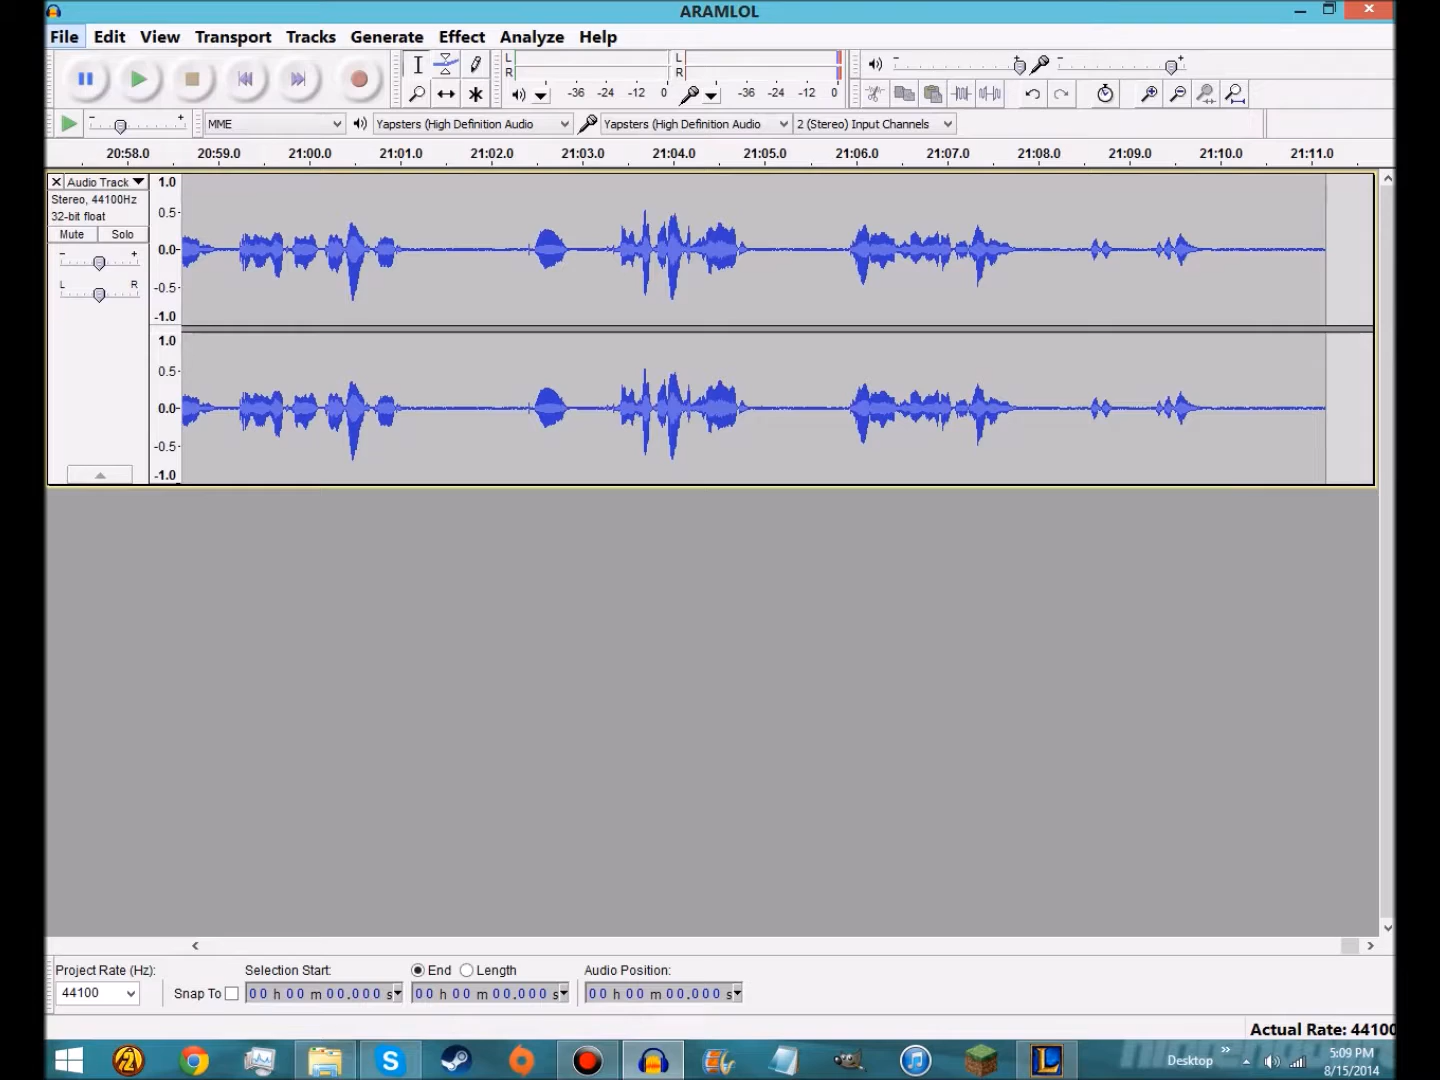 ARAMLOL
File Edit View Transport Tracks Generate Effect Analyze Help
L R -36 -24 -12 0 L R -36 -24 -12 0
MME Yapsters (High Definition Audio Yapsters (High Definition Audio 2 (Stereo) Input Channels
20:58.0 20:59.0 21:00.0 21:01.0 21:02.0 21:03.0 21:04.0 21:05.0 21:06.0 21:07.0 21:08.0 21:09.0 21:10.0 21:11.0
Audio Track 1.0
Stereo, 44100Hz
32-bit float 0.5
Mute Solo
- + 0.0
L R -0.5
-1.0
1.0
0.5
0.0
-0.5
-1.0
Project Rate (Hz): Selection Start: End Length Audio Position:
44100 Snap To 00 h 00 m 00.000 s 00 h 00 m 00.000 s 00 h 00 m 00.000 s
Actual Rate: 44100
Desktop 5:09 PM
8/15/2014